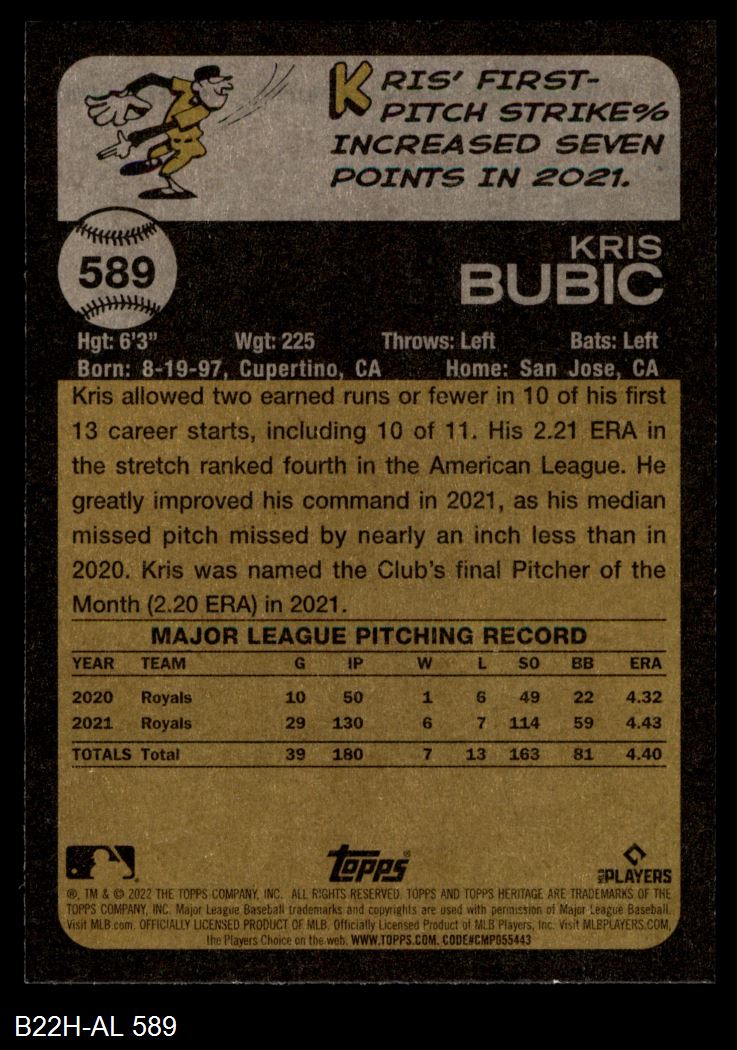 KRIS' FIRST-
PITCH STRIKE%
INCREASED SEVEN
POINTS IN 2021.
589
KRIS
BUBIC
Hgt: 6'3" Wgt: 225 Throws: Left Bats: Left
Born: 8-19-97, Cupertino, CA Home: San Jose, CA
Kris allowed two earned runs or fewer in 10 of his first
13 career starts, including 10 of 11. His 2.21 ERA in
the stretch ranked fourth in the American League. He
greatly improved his command in 2021, as his median
missed pitch missed by nearly an inch less than in
2020. Kris was named the Club's final Pitcher of the
Month (2.20 ERA) in 2021.
MAJOR LEAGUE PITCHING RECORD
YEAR TEAM G IP W L SO BB ERA
2020 Royals 10 50 1 6 49 22 4.32
2021 Royals 29 130 6 7 114 59 4.43
TOTALS Total 39 180 7 13 163 81 4.40
Topps®
MLB PLAYERS
®, TM & © 2022 THE TOPPS COMPANY, INC. ALL RIGHTS RESERVED. TOPPS AND TOPPS HERITAGE ARE TRADEMARKS OF THE
TOPPS COMPANY, INC. Major League Baseball trademarks and copyrights are used with permission of Major League Baseball.
Visit MLB.com. OFFICIALLY LICENSED PRODUCT OF MLB. Officially Licensed Product of MLB Players, Inc. Visit MLBPLAYERS.COM,
the Players Choice on the web. WWW.TOPPS.COM. CODE#CMP055443
B22H-AL 589